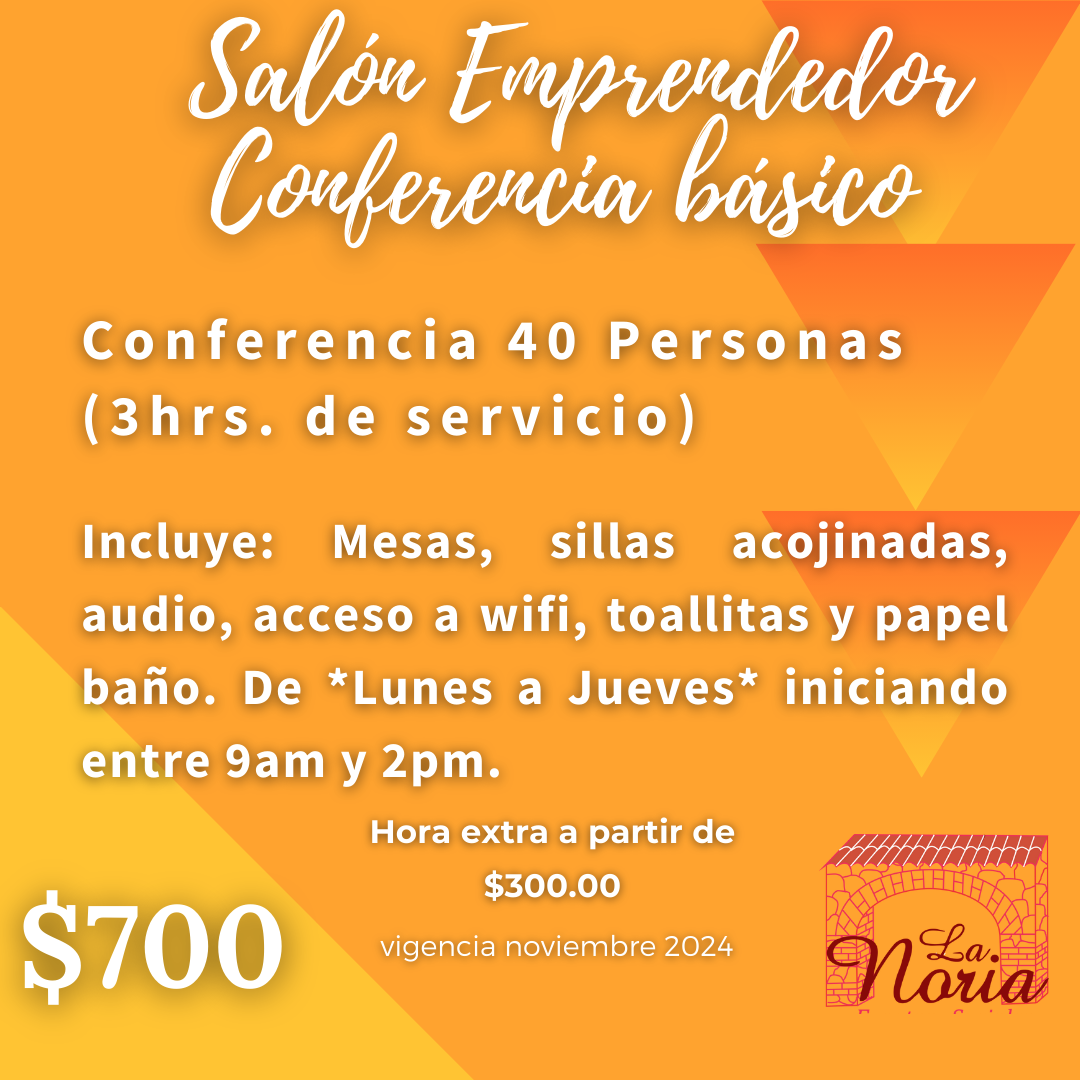 Salón Emprendedor
Conferencia básico
Conferencia 40 Personas
(3hrs. de servicio)
Incluye: Mesas, sillas acojinadas,
audio, acceso a wifi, toallitas y papel
baño. De *Lunes a Jueves* iniciando
entre 9am y 2pm.
Hora extra a partir de
$300.00
vigencia noviembre 2024
$700
La
Noria